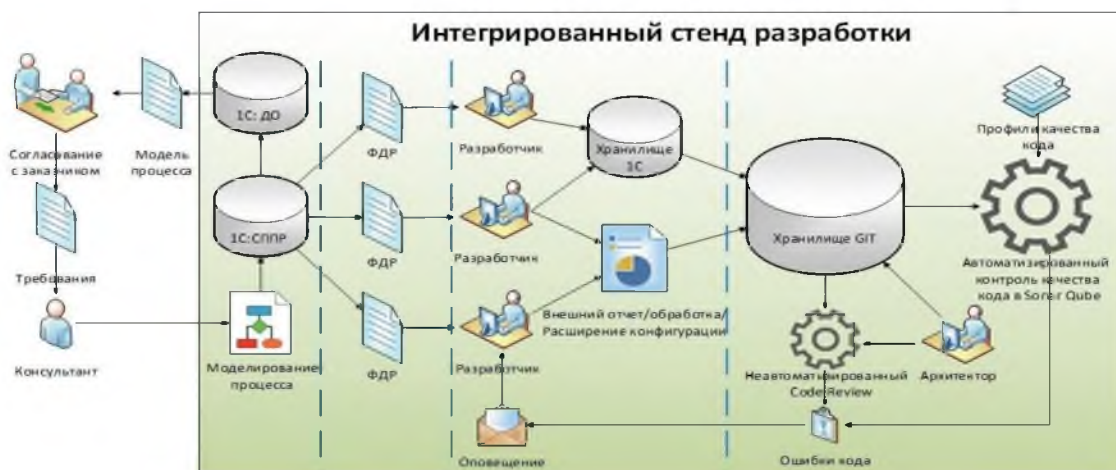 Интегрированный стенд разработки
Согласование
с заказчиком
Модель
процесса
Требования
Консультант
1С: ДО
1С:СППР
Моделирование
процесса
ФДР
ФДР
ФДР
Разработчик
Разработчик
Разработчик
Оповещение
Хранилище
1С
Внешний отчет/обработка/
Расширение конфигурации
Хранилище GIT
Неавтоматизированный
Code Review
Ошибки кода
Архитектор
Профили качества
кода
Автоматизированный
контроль качества
кода в Sonar Qube